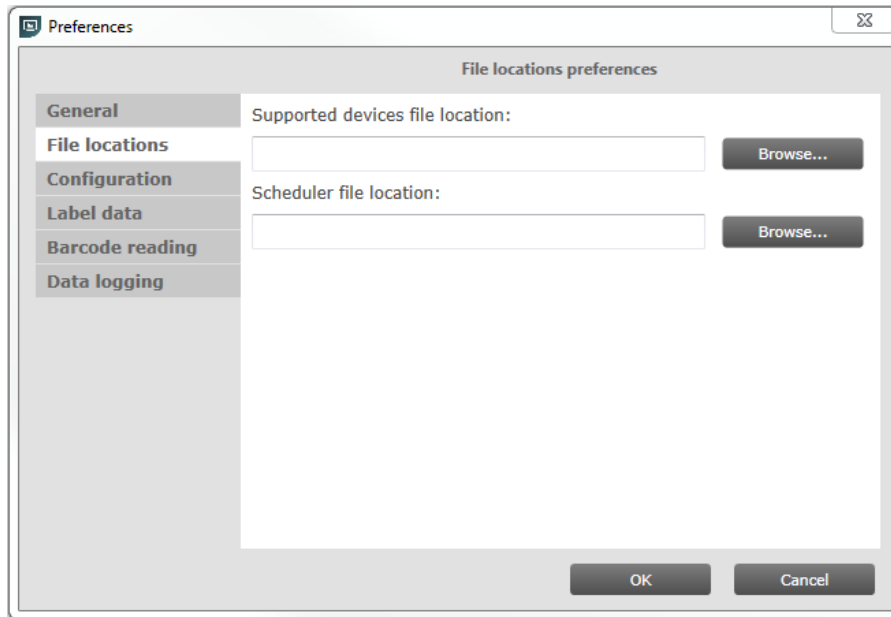 Preferences
File locations preferences
General
File locations
Configuration
Label data
Barcode reading
Data logging
Supported devices file location:
Browse...
Scheduler file location:
Browse...
OK
Cancel